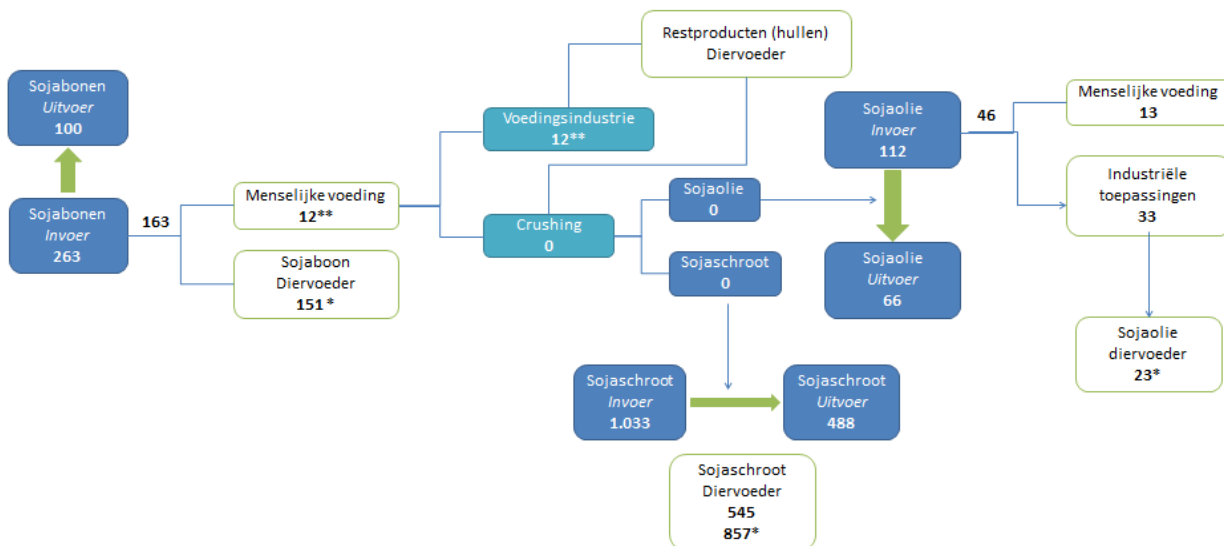 Restproducten (hullen)
Diervoeder
Sojabonen
Uitvoer
100
Voedingsindustrie
12**
Sojaolie
Invoer
112
46
Menselijke voeding
13
Sojabonen
Invoer
263
163
Menselijke voeding
12**
Sojaboon
Diervoeder
151 *
Crushing
0
Sojaolie
0
Sojaschroot
0
Industriële
toepassingen
33
Sojaolie
Uitvoer
66
Sojaolie
diervoeder
23*
Sojaschroot
Invoer
1.033
Sojaschroot
Uitvoer
488
Sojaschroot
Diervoeder
545
857*